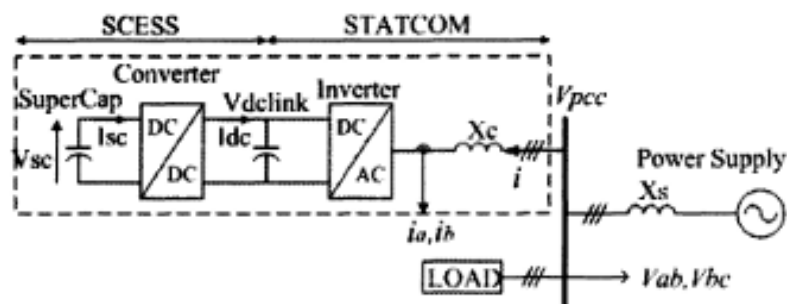 SCESS
STATCOM
Converter
SuperCap
Vdclink
Inverter
Vpcc
Isc
DC
Idc
DC
Xc
Vsc
DC
AC
i
Power Supply
Xs
ia,ib
LOAD
Vab,Vbc